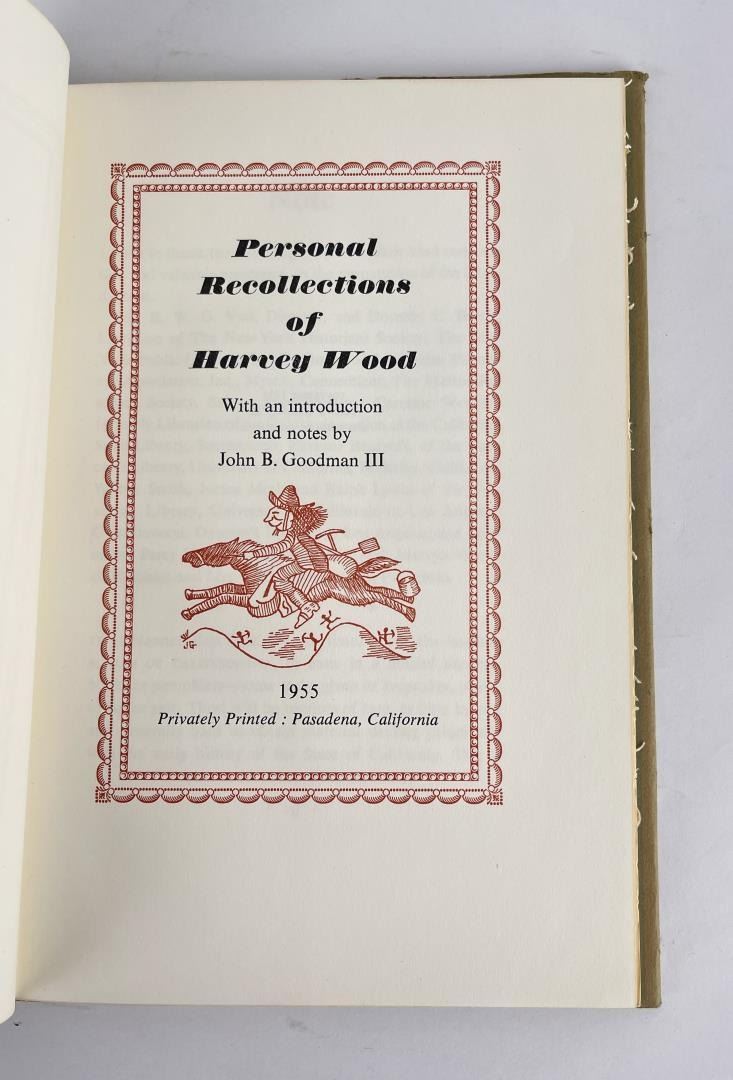 Personal
Recollections
of
Harvey Wood
With an introduction
and notes by
John B. Goodman III
JG
1955
Privately Printed : Pasadena, California